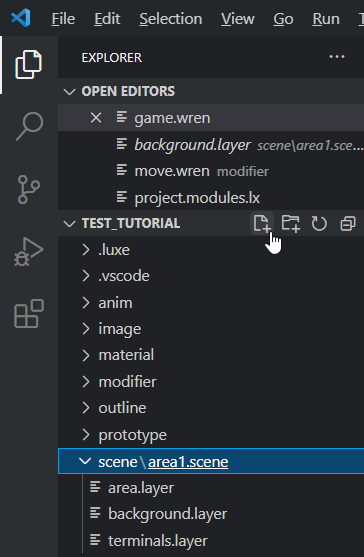 File Edit Selection View Go Run
EXPLORER ...
OPEN EDITORS
game.wren
background.layer scene\area1.sce...
move.wren modifier
project.modules.lx
TEST_TUTORIAL
.luxe
.vscode
anim
image
material
modifier
outline
prototype
scene\area1.scene
area.layer
background.layer
terminals.layer